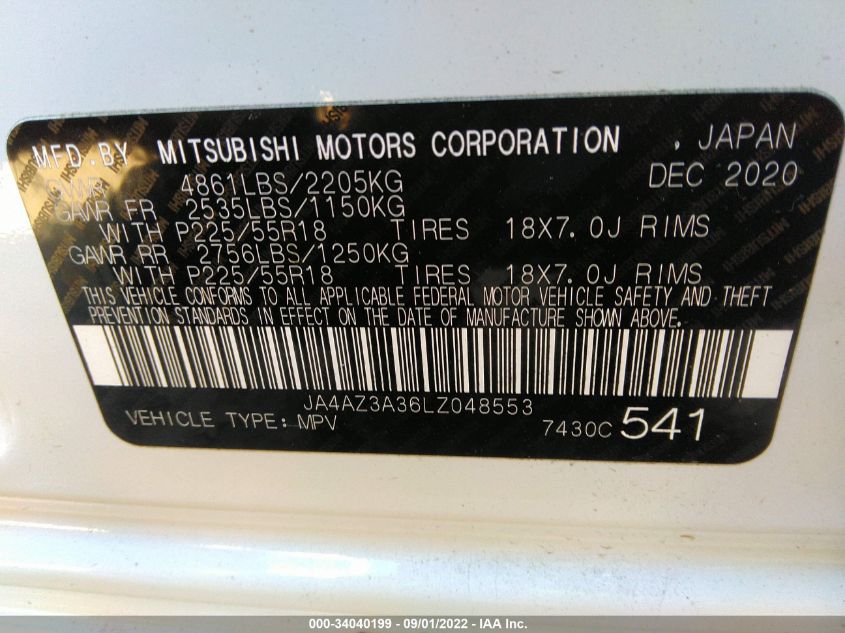 MFD. BY MITSUBISHI MOTORS CORPORATION , JAPAN
GVWR 4861LBS/2205KG DEC 2020
GAWR FR 2535LBS/1150KG
WITH P225/55R18 TIRES 18X7.0J RIMS
GAWR RR 2756LBS/1250KG
WITH P225/55R18 TIRES 18X7.0J RIMS
THIS VEHICLE CONFORMS TO ALL APPLICABLE FEDERAL MOTOR VEHICLE SAFETY AND THEFT
PREVENTION STANDARDS IN EFFECT ON THE DATE OF MANUFACTURE SHOWN ABOVE.
JA4AZ3A36LZ048553
VEHICLE TYPE: MPV 7430C 541
000-34040199 - 09/01/2022 - IAA Inc.